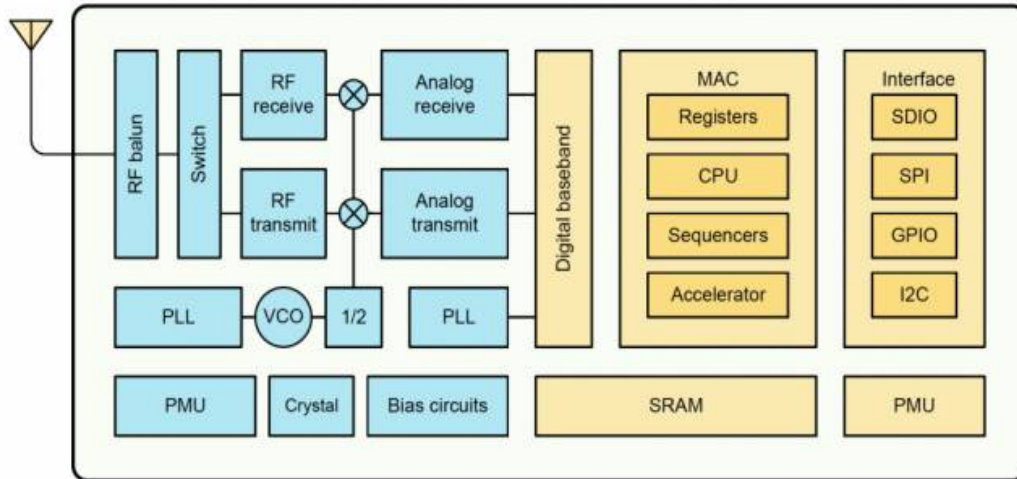 RF balun
Switch
RF
receive
Analog
receive
RF
transmit
Analog
transmit
PLL
VCO
1/2
PLL
Digital baseband
MAC
Registers
CPU
Sequencers
Accelerator
Interface
SDIO
SPI
GPIO
I2C
PMU
Crystal
Bias circuits
SRAM
PMU